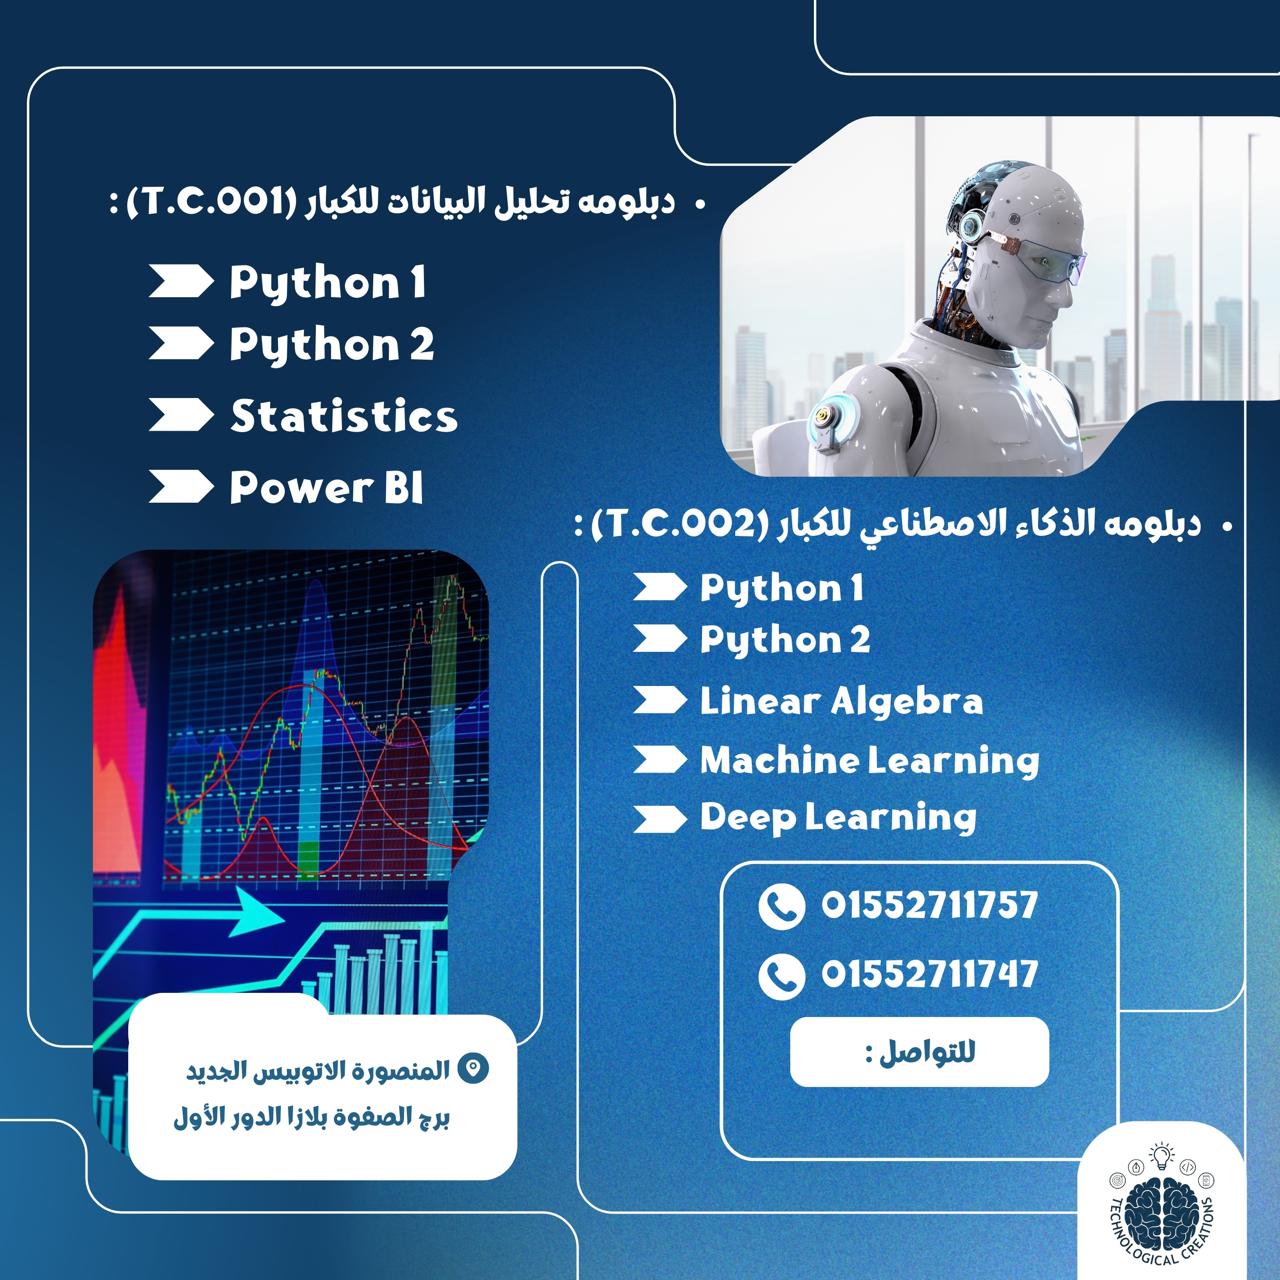 • دبلومه تحليل البيانات للكبار (T.C.001) :
Python 1
Python 2
Statistics
Power BI
• دبلومه الذكاء الاصطناعي للكبار (T.C.002) :
Python 1
Python 2
Linear Algebra
Machine Learning
Deep Learning
01552711757
01552711747
للتواصل :
المنصورة الاتوبيس الجديد
برج الصفوة بلازا الدور الأول
TECHNOLOGICAL CREATIONS